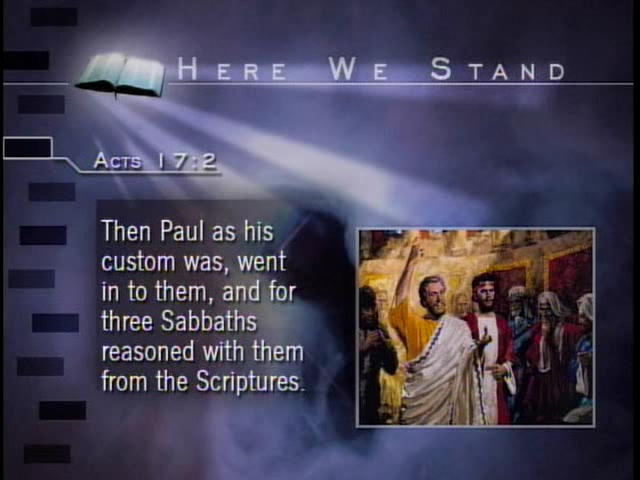 HERE WE STAND
ACTS 17:2
Then Paul as his
custom was, went
in to them, and for
three Sabbaths
reasoned with them
from the Scriptures.